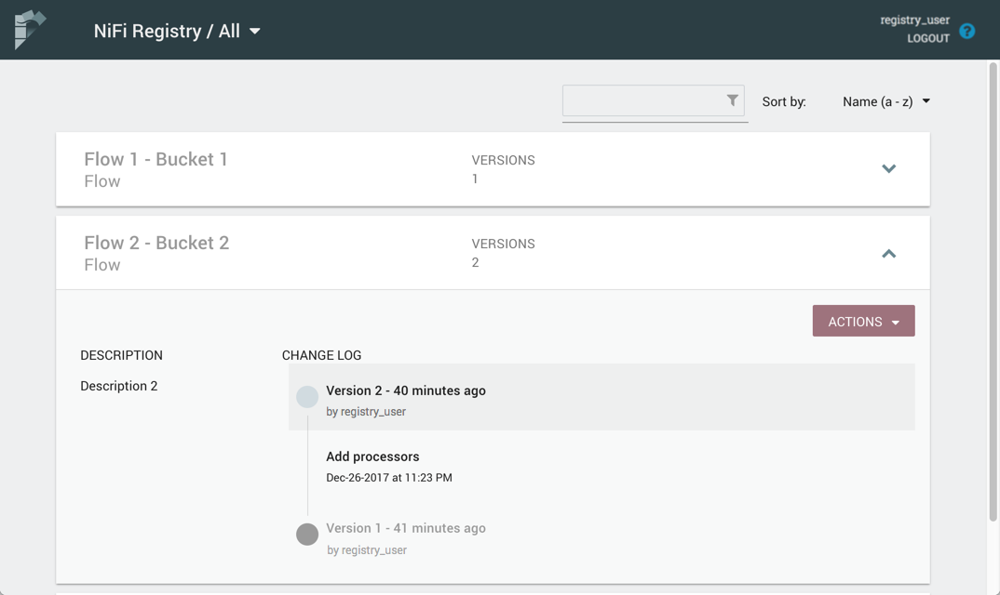 NiFi Registry / All
registry_user
LOGOUT
?
Sort by: Name (a - z)
Flow 1 - Bucket 1
Flow
VERSIONS
1
Flow 2 - Bucket 2
Flow
VERSIONS
2
ACTIONS
DESCRIPTION
Description 2
CHANGE LOG
Version 2 - 40 minutes ago
by registry_user
Add processors
Dec-26-2017 at 11:23 PM
Version 1 - 41 minutes ago
by registry_user